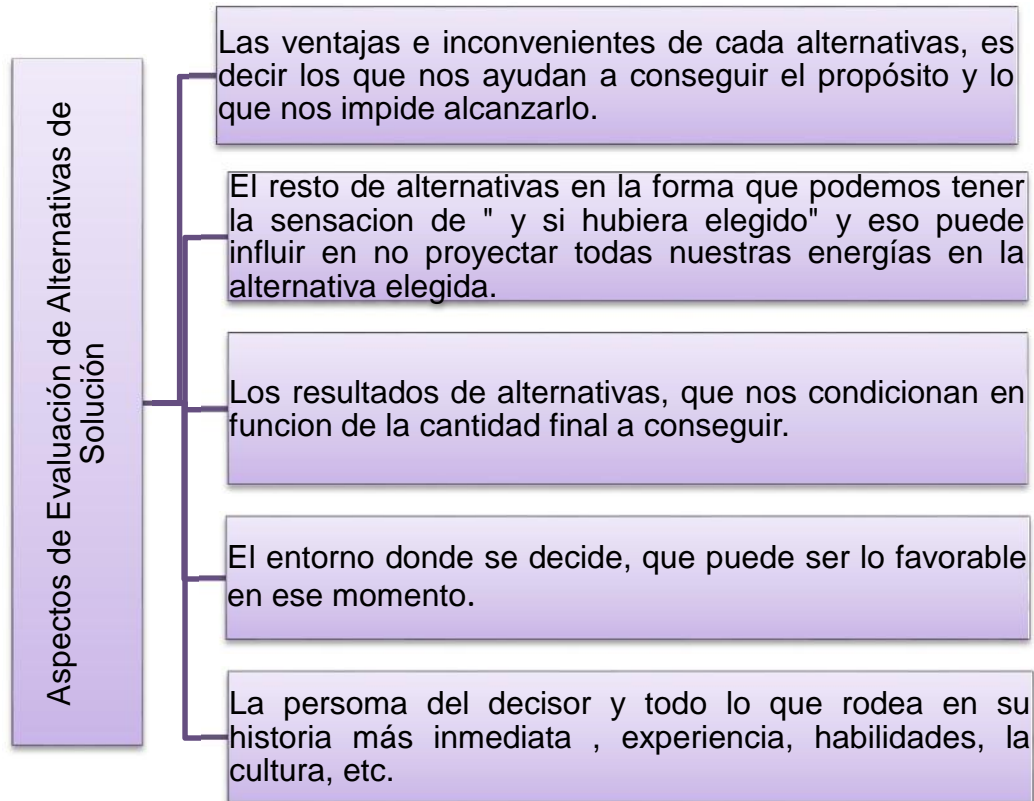 Aspectos de Evaluación de Alternativas de
Solución
Las ventajas e inconvenientes de cada alternativas, es
decir los que nos ayudan a conseguir el propósito y lo
que nos impide alcanzarlo.
El resto de alternativas en la forma que podemos tener
la sensacion de " y si hubiera elegido" y eso puede
influir en no proyectar todas nuestras energías en la
alternativa elegida.
Los resultados de alternativas, que nos condicionan en
funcion de la cantidad final a conseguir.
El entorno donde se decide, que puede ser lo favorable
en ese momento.
La persoma del decisor y todo lo que rodea en su
historia más inmediata , experiencia, habilidades, la
cultura, etc.